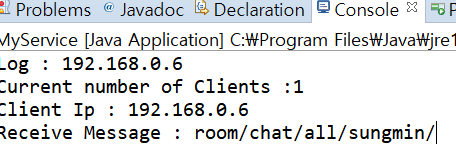 Problems @ Javadoc Declaration Console
MyService [Java Application] C:₩Program Files₩Java₩jre1
Log : 192.168.0.6
Current number of Clients :1
Client Ip : 192.168.0.6
Receive Message : room/chat/all/sungmin/